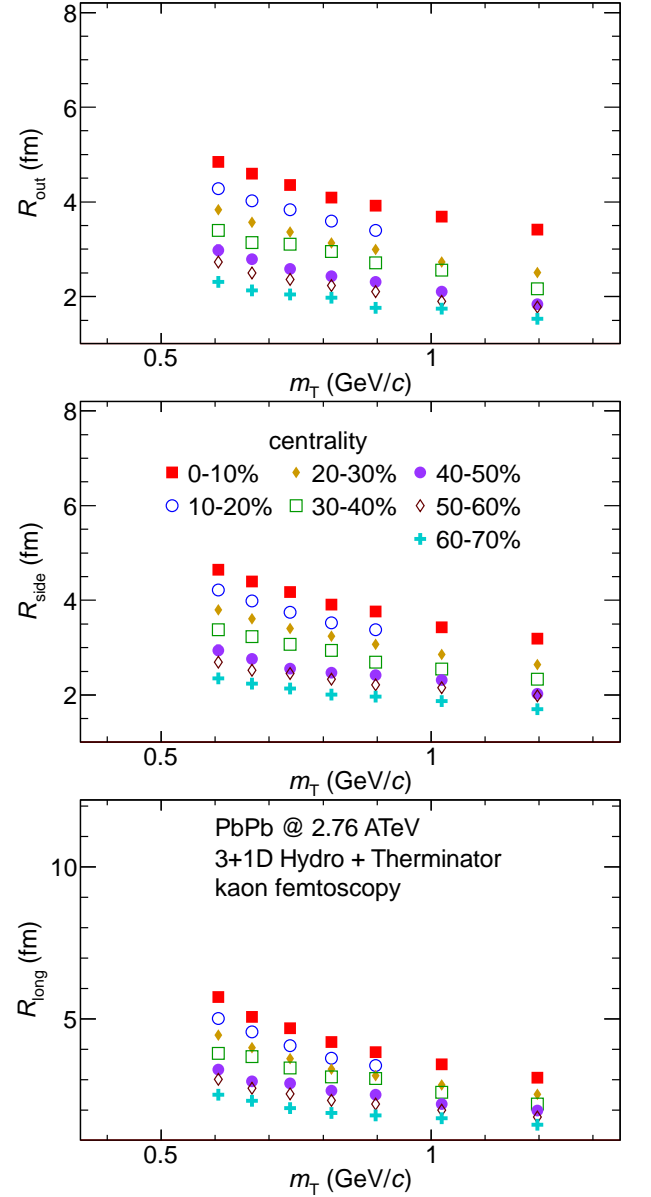 8
6
4
2
R_out (fm)
0.5 1
m_T (GeV/c)
8
6
4
2
R_side (fm)
centrality
0-10% 20-30% 40-50%
10-20% 30-40% 50-60%
60-70%
0.5 1
m_T (GeV/c)
10
5
R_long (fm)
PbPb @ 2.76 ATeV
3+1D Hydro + Therminator
kaon femtoscopy
0.5 1
m_T (GeV/c)